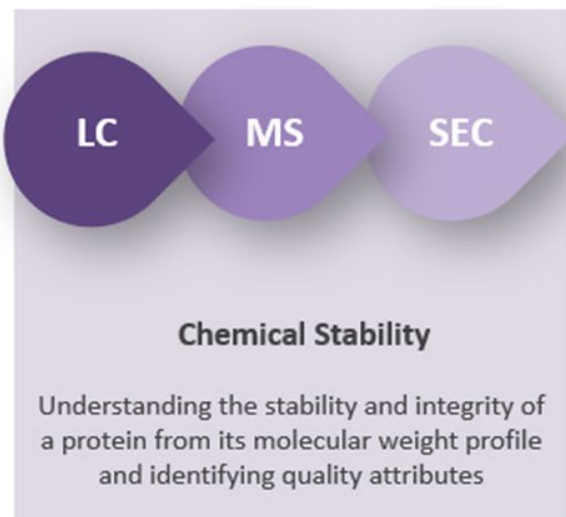 LC MS SEC
Chemical Stability
Understanding the stability and integrity of
a protein from its molecular weight profile
and identifying quality attributes